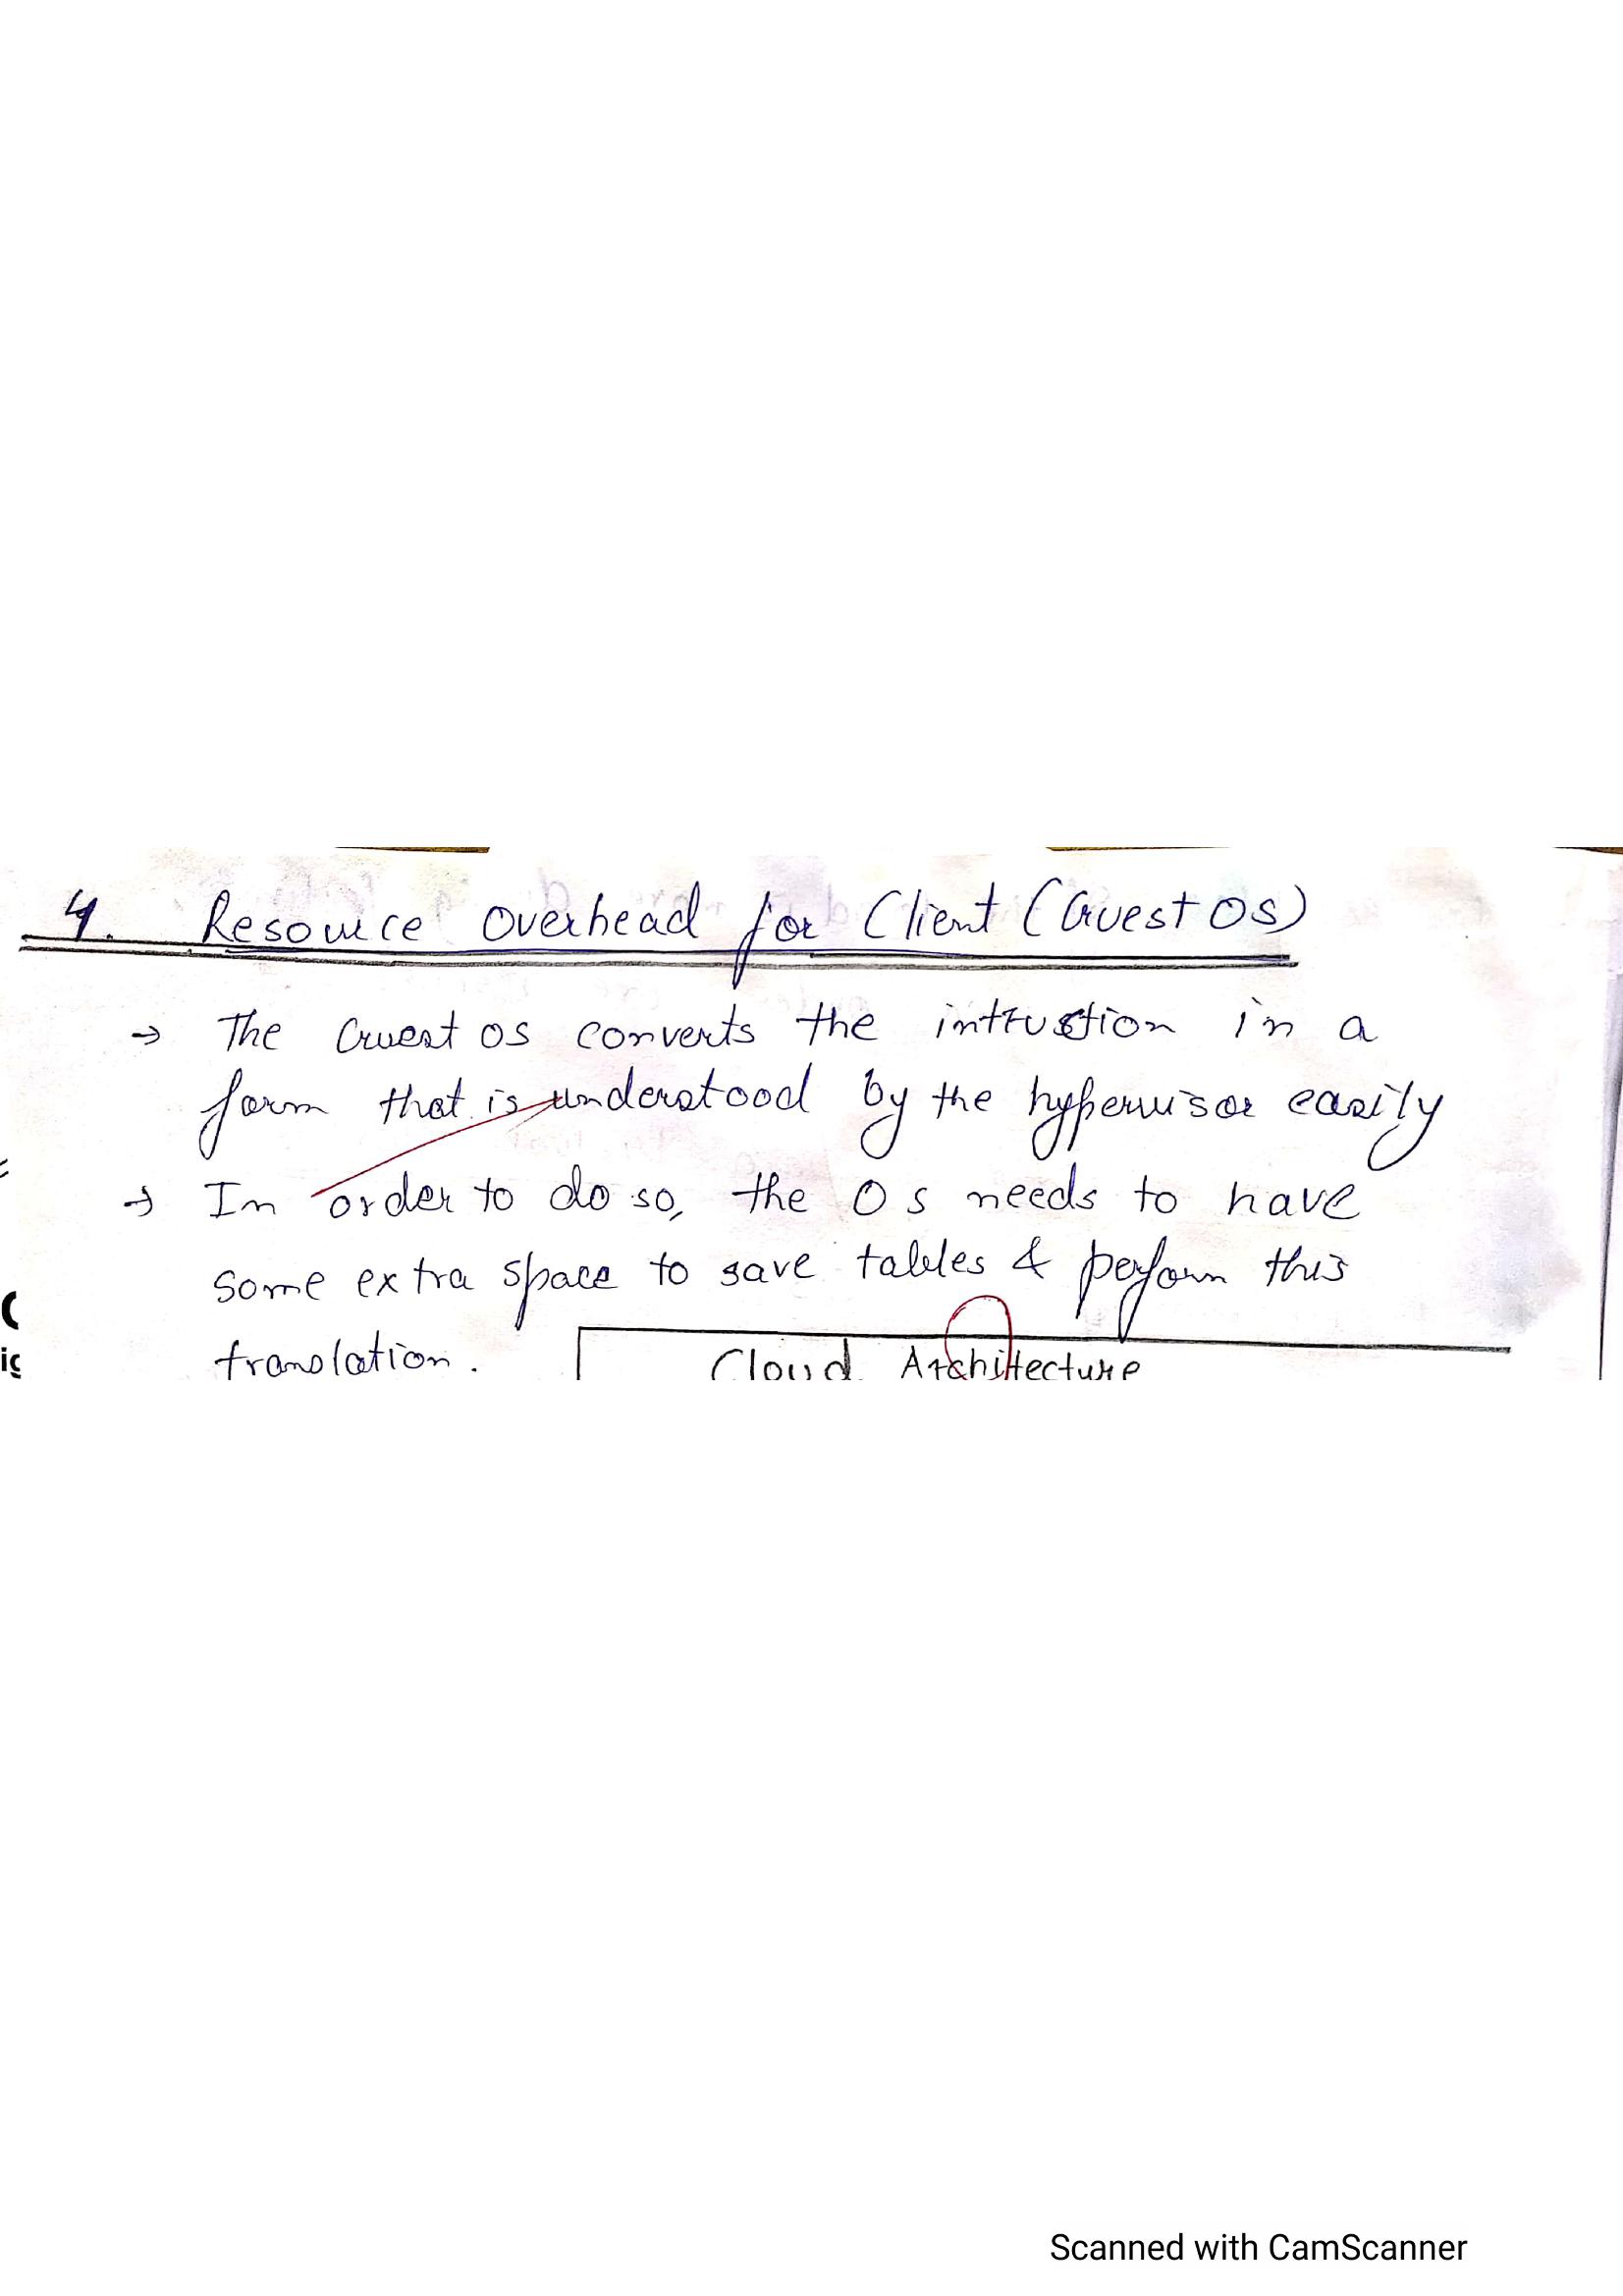 4. Resource Overhead for Client (Guest OS)
→ The Guest OS converts the intrustion in a
form that is understood by the hypervisor easily
→ In order to do so, the OS needs to have
some extra space to save tables & perform this
translation.
Cloud Architecture
Scanned with CamScanner